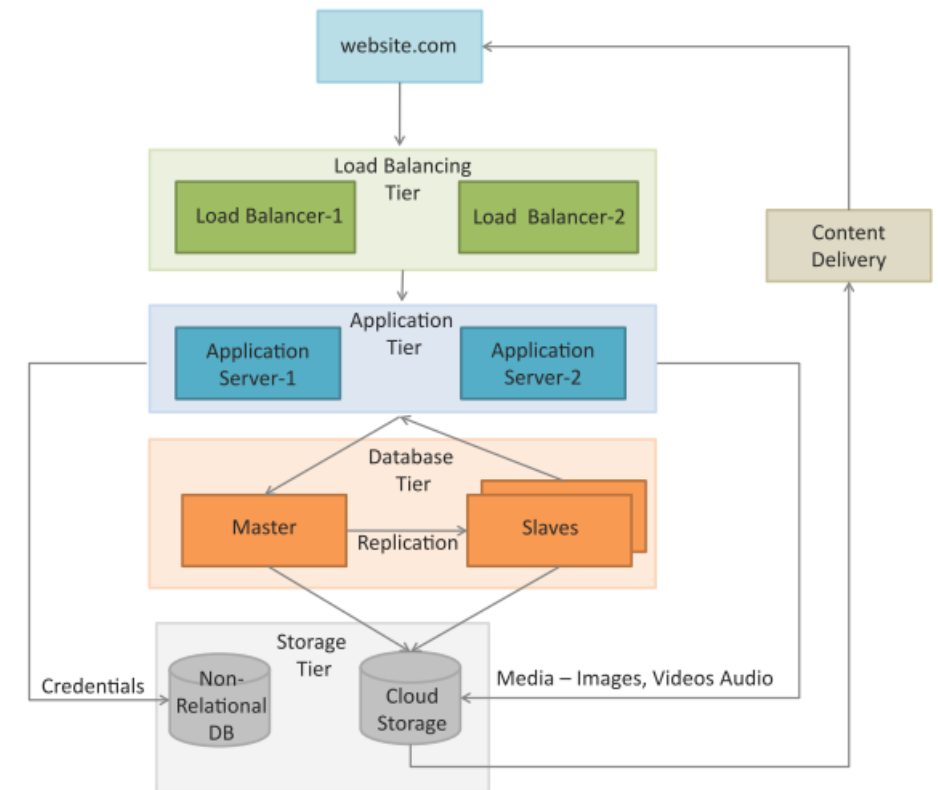 website.com
Load Balancing
Tier
Load Balancer-1
Load Balancer-2
Content
Delivery
Application
Tier
Application
Server-1
Application
Server-2
Database
Tier
Master
Replication
Slaves
Storage
Tier
Credentials
Non-
Relational
DB
Cloud
Storage
Media – Images, Videos Audio